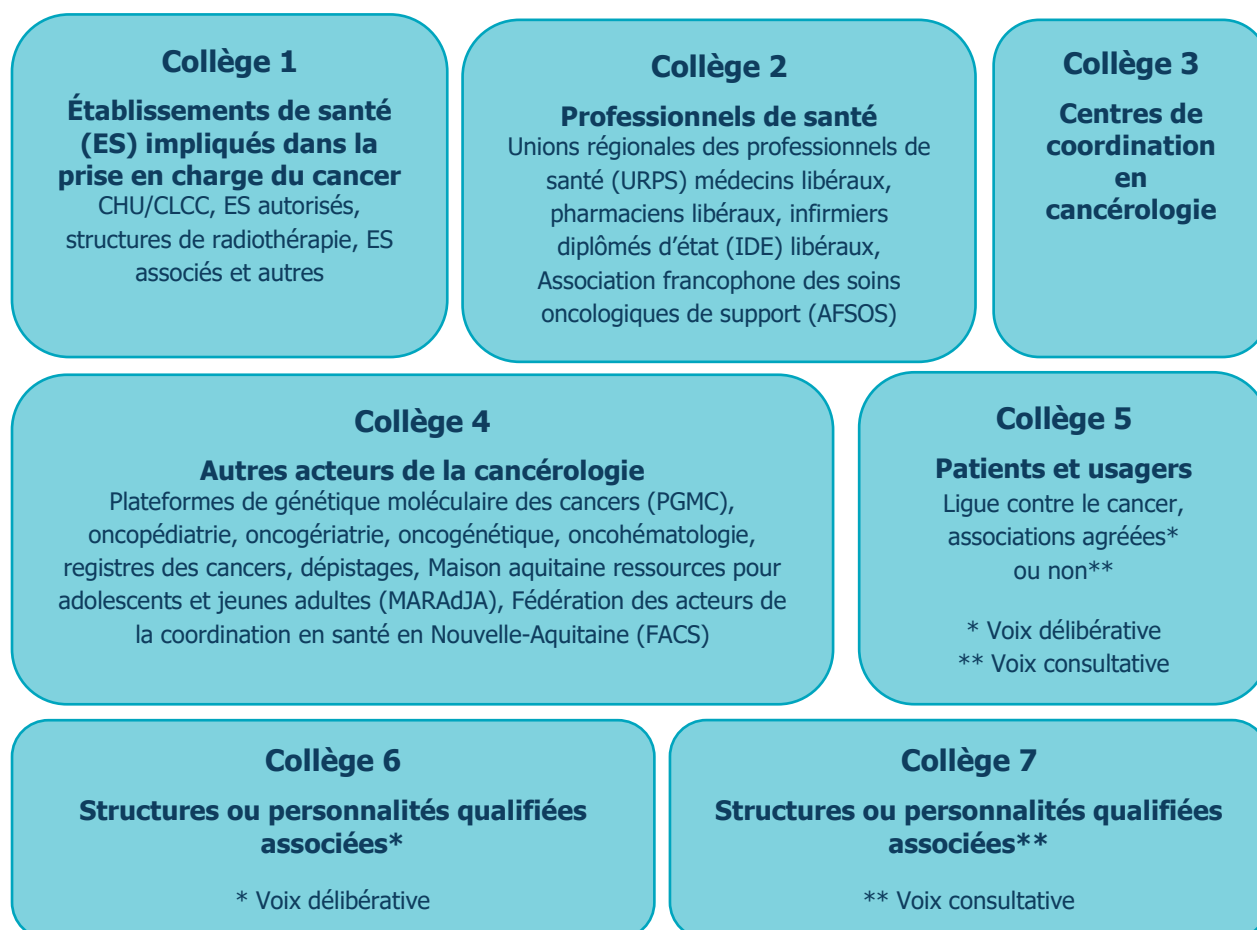 Collège 1
Établissements de santé
(ES) impliqués dans la
prise en charge du cancer
CHU/CLCC, ES autorisés,
structures de radiothérapie, ES
associés et autres
Collège 2
Professionnels de santé
Unions régionales des professionnels de
santé (URPS) médecins libéraux,
pharmaciens libéraux, infirmiers
diplômés d’état (IDE) libéraux,
Association francophone des soins
oncologiques de support (AFSOS)
Collège 3
Centres de
coordination
en
cancérologie
Collège 4
Autres acteurs de la cancérologie
Plateformes de génétique moléculaire des cancers (PGMC),
oncopédiatrie, oncogériatrie, oncogénétique, oncohématologie,
registres des cancers, dépistages, Maison aquitaine ressources pour
adolescents et jeunes adultes (MARAdJA), Fédération des acteurs de
la coordination en santé en Nouvelle-Aquitaine (FACS)
Collège 5
Patients et usagers
Ligue contre le cancer,
associations agréées*
ou non**
* Voix délibérative
** Voix consultative
Collège 6
Structures ou personnalités qualifiées
associées*
* Voix délibérative
Collège 7
Structures ou personnalités qualifiées
associées**
** Voix consultative